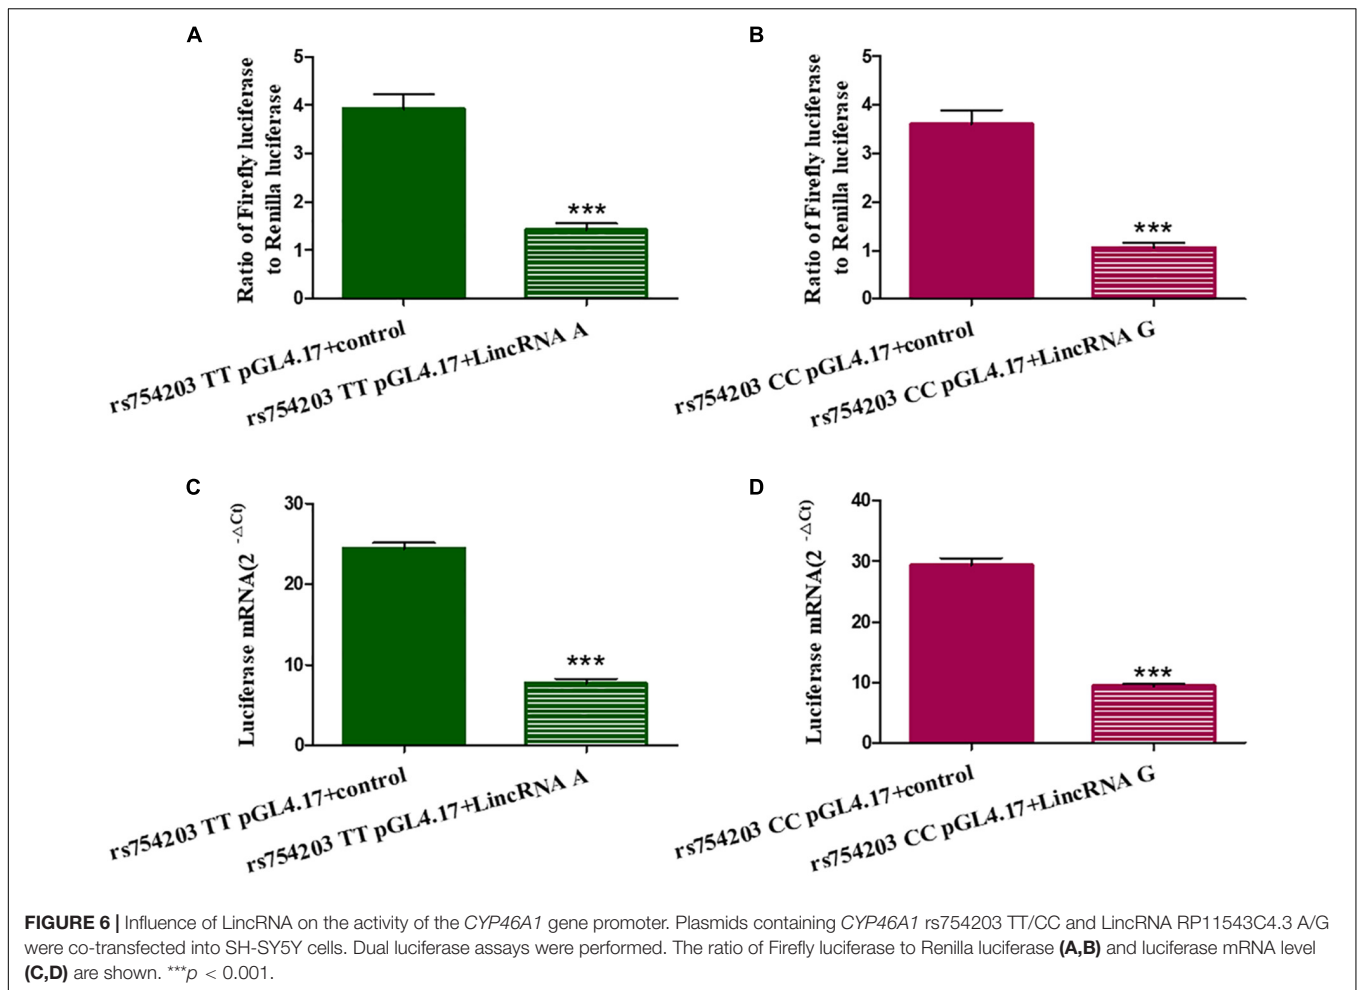 A
5
4
3
2
1
0
Ratio of Firefly luciferase
to Renilla luciferase
***
rs754203 TT pGL4.17+control
rs754203 TT pGL4.17+LincRNA A
B
5
4
3
2
1
0
Ratio of Firefly luciferase
to Renilla luciferase
***
rs754203 CC pGL4.17+control
rs754203 CC pGL4.17+LincRNA G
C
30
20
10
0
Luciferase mRNA(2 -△Ct)
***
rs754203 TT pGL4.17+control
rs754203 TT pGL4.17+LincRNA A
D
40
30
20
10
0
Luciferase mRNA(2 -△Ct)
***
rs754203 CC pGL4.17+control
rs754203 CC pGL4.17+LincRNA G
FIGURE 6 | Influence of LincRNA on the activity of the CYP46A1 gene promoter. Plasmids containing CYP46A1 rs754203 TT/CC and LincRNA RP11543C4.3 A/G
were co-transfected into SH-SY5Y cells. Dual luciferase assays were performed. The ratio of Firefly luciferase to Renilla luciferase (A,B) and luciferase mRNA level
(C,D) are shown. ***p < 0.001.